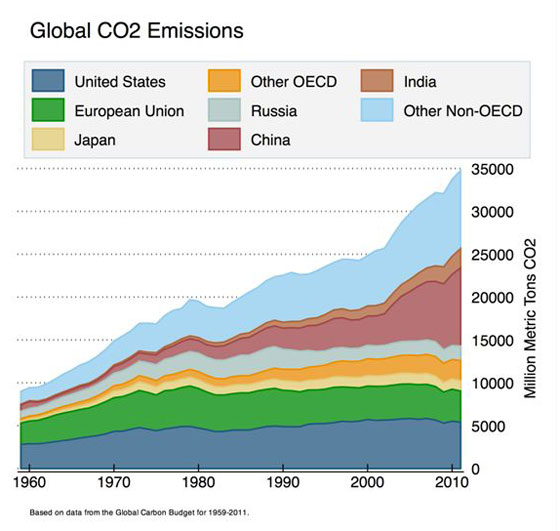 Global CO2 Emissions
United States
Other OECD
India
European Union
Russia
Other Non-OECD
Japan
China
35000
30000
25000
20000
15000
10000
5000
0
Million Metric Tons CO2
1960 1970 1980 1990 2000 2010
Based on data from the Global Carbon Budget for 1959-2011.